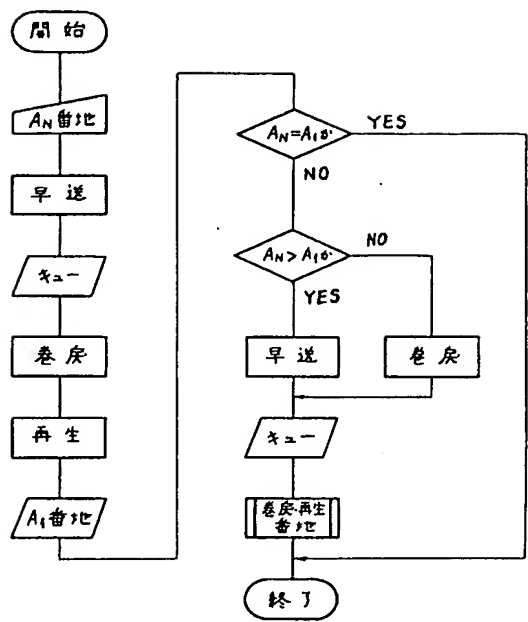 開始
AN番地
早送
キュー
巻戻
再生
A1番地
AN=A1か
YES
NO
AN>A1か
NO
YES
早送
巻戻
キュー
巻戻・再生
番地
終了